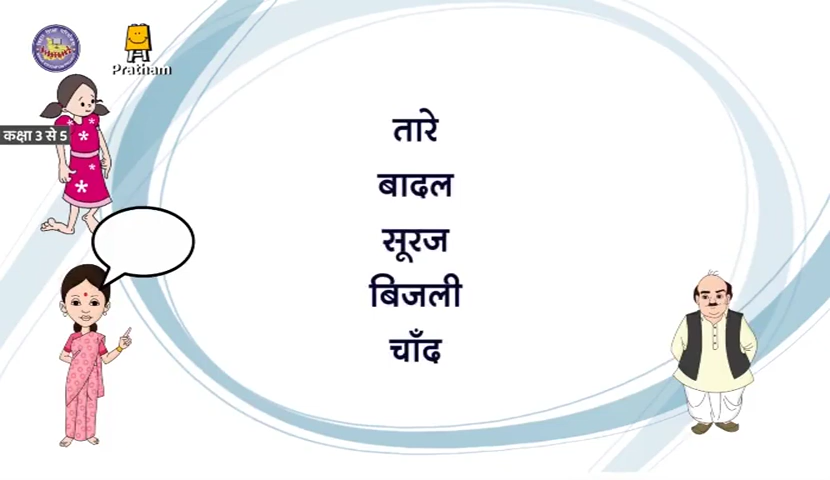 Pratham
कक्षा 3 से 5
तारे
बादल
सूरज
बिजली
चाँद